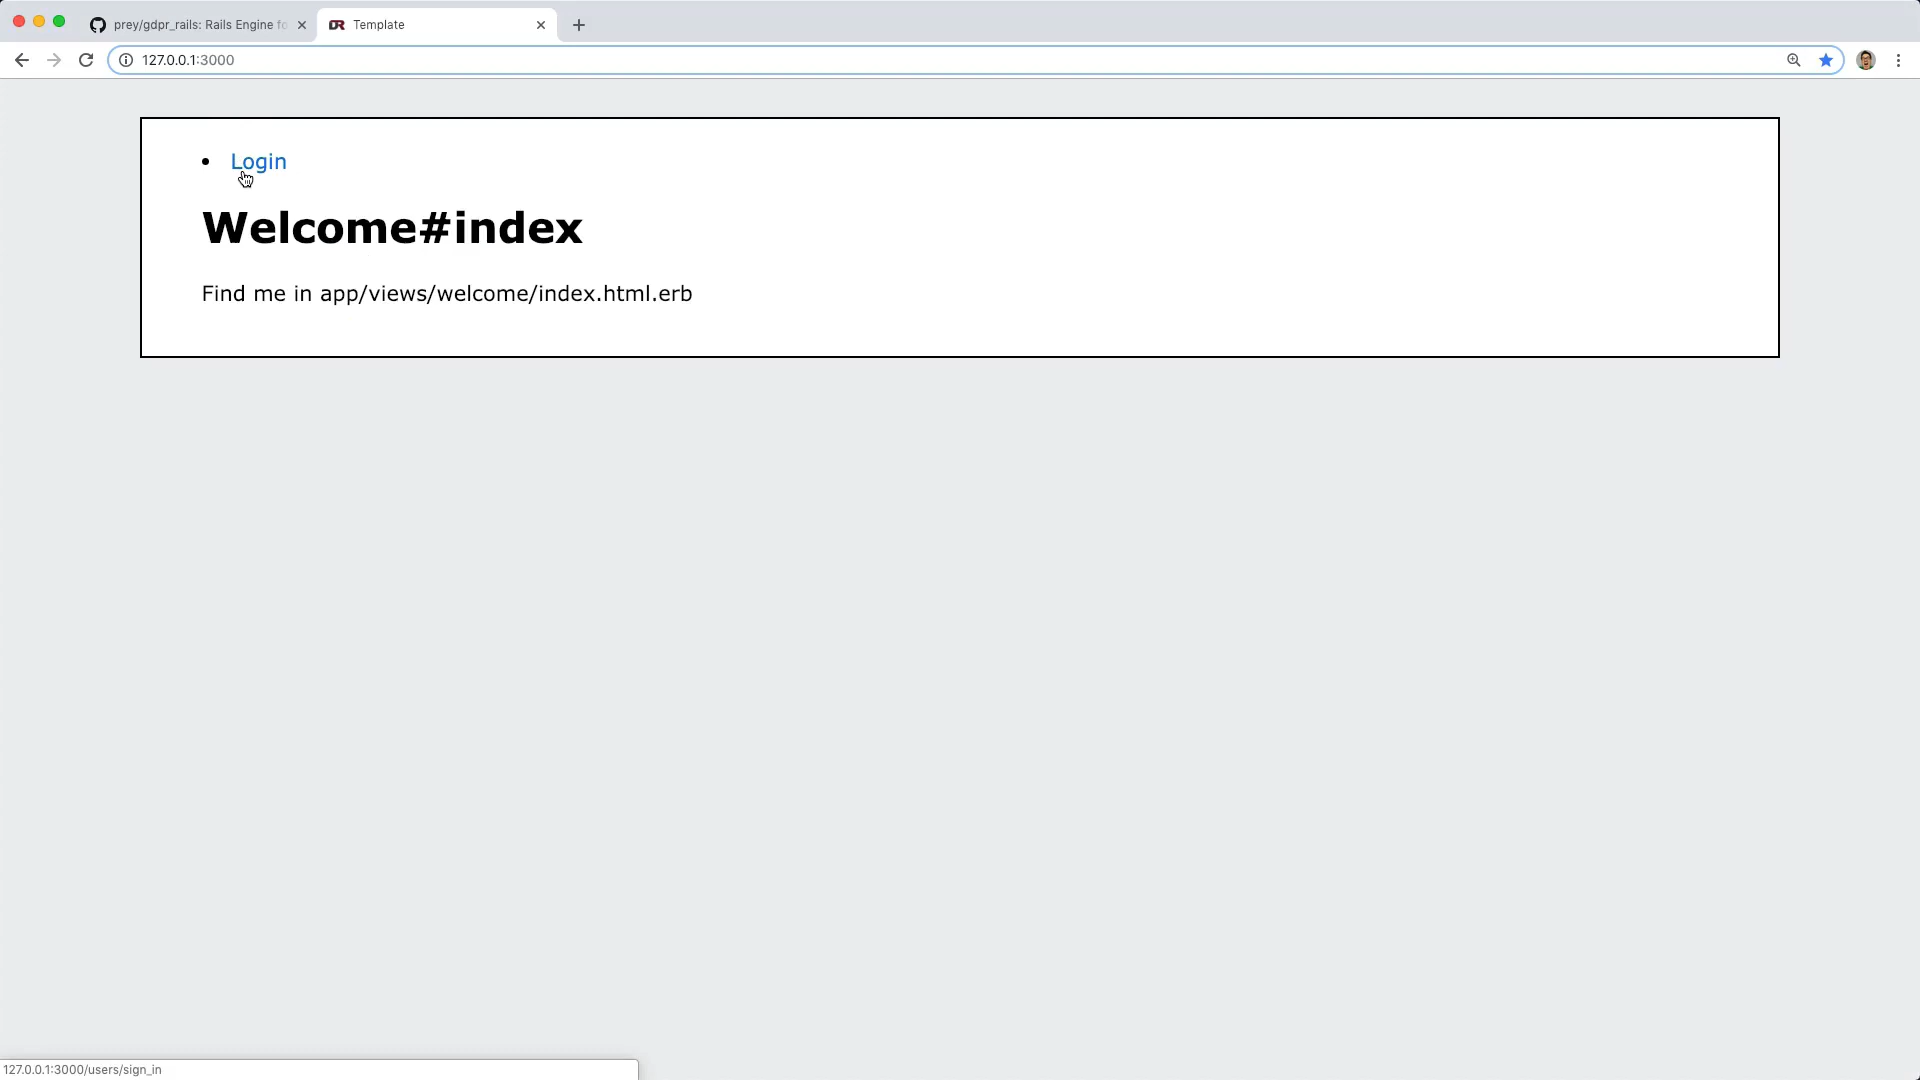 prey/gdpr_rails: Rails Engine fo
DR Template
127.0.0.1:3000
Login
Welcome#index
Find me in app/views/welcome/index.html.erb
127.0.0.1:3000/users/sign_in